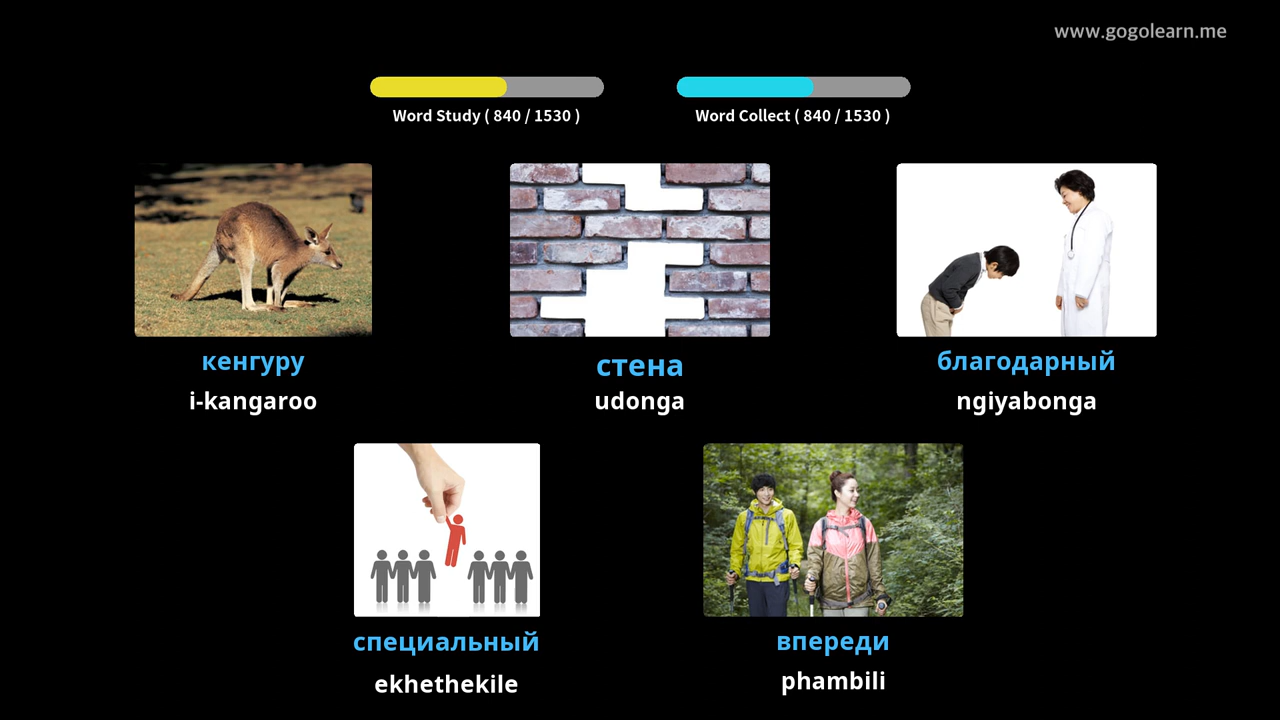 www.gogolearn.me
Word Study ( 840 / 1530 )
Word Collect ( 840 / 1530 )
кенгуру
i-kangaroo
стена
udonga
благодарный
ngiyabonga
специальный
ekhethekile
впереди
phambili